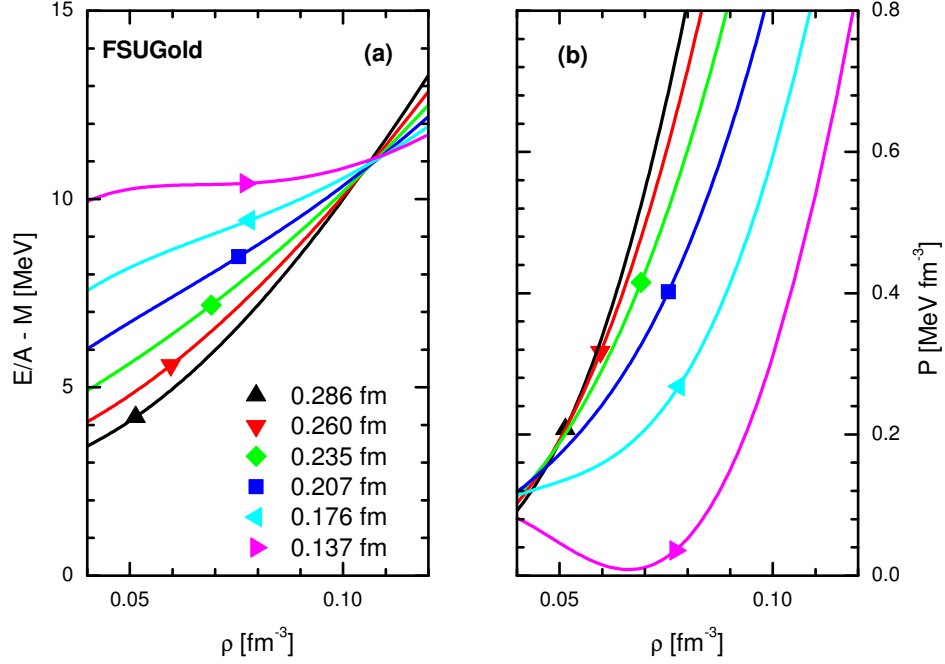 FSUGold
(a)
(b)
15
10
5
0
E/A - M [MeV]
0.286 fm
0.260 fm
0.235 fm
0.207 fm
0.176 fm
0.137 fm
0.8
0.6
0.4
0.2
0.0
P [MeV fm⁻³]
0.05
0.10
0.05
0.10
ρ [fm⁻³]
ρ [fm⁻³]